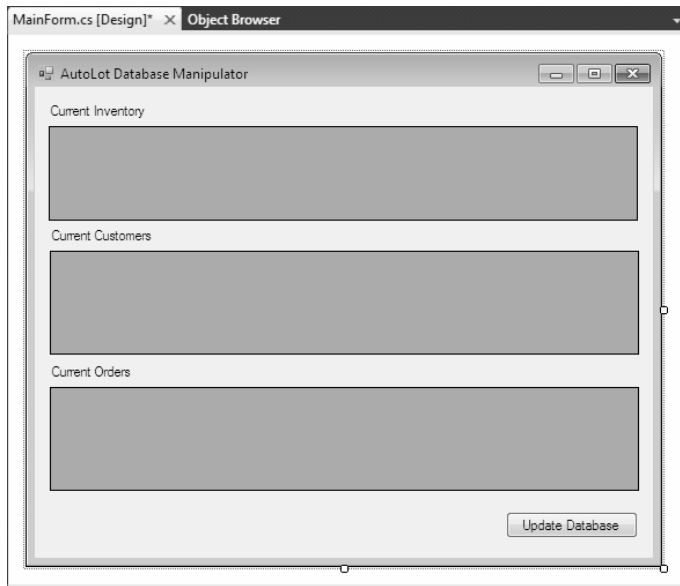 MainForm.cs [Design]* Object Browser
AutoLot Database Manipulator
Current Inventory
Current Customers
Current Orders
Update Database